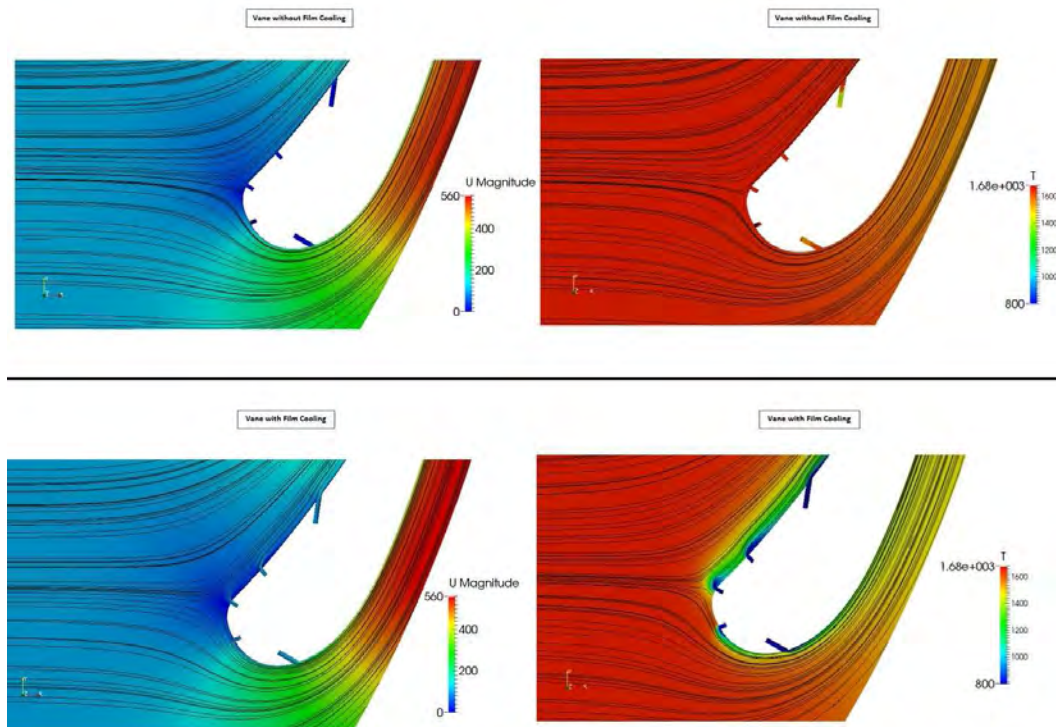 Vane without Film Cooling
Vane without Film Cooling
U Magnitude
560
400
200
0
T
1.68e+003
1600
1400
1200
1000
800
Vane with Film Cooling
Vane with Film Cooling
U Magnitude
560
400
200
0
T
1.68e+003
1600
1400
1200
1000
800